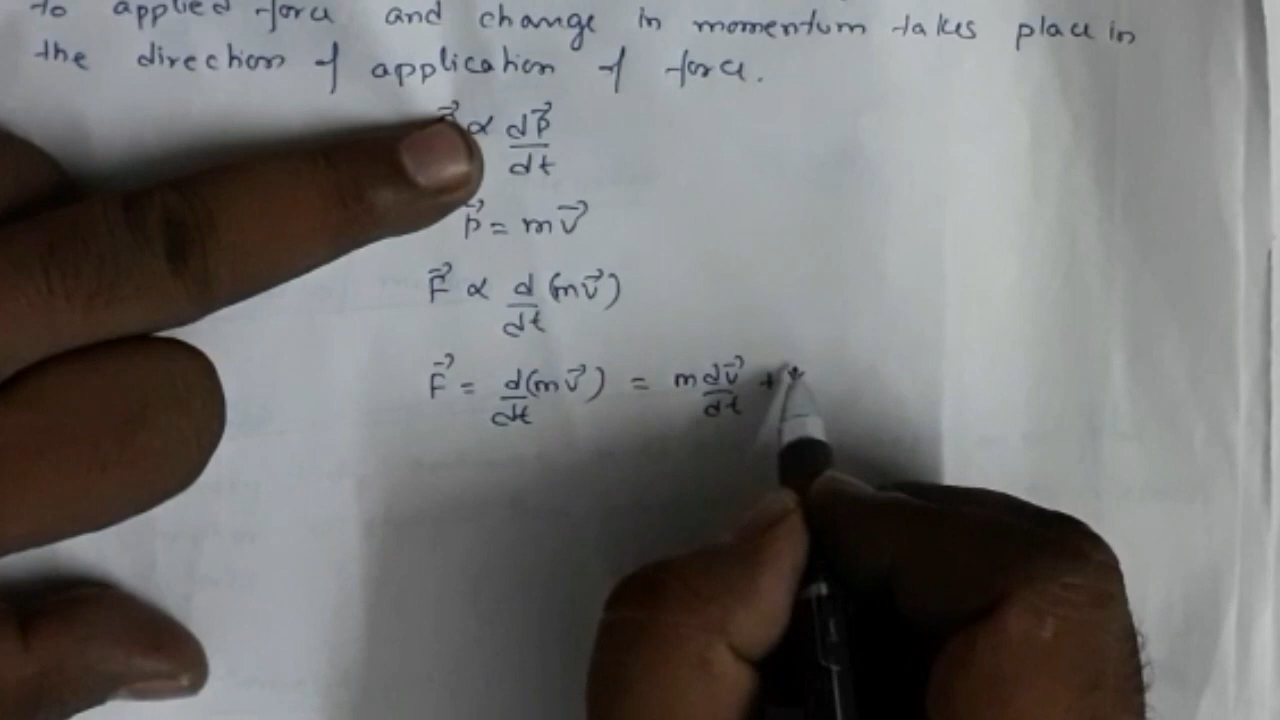 to applied force and change in momentum takes place in
the direction of application of force.
∝ dp⃗/dt
p⃗ = mv⃗
F⃗ ∝ d/dt (mv⃗)
F⃗ = d/dt (mv⃗) = m dv⃗/dt +